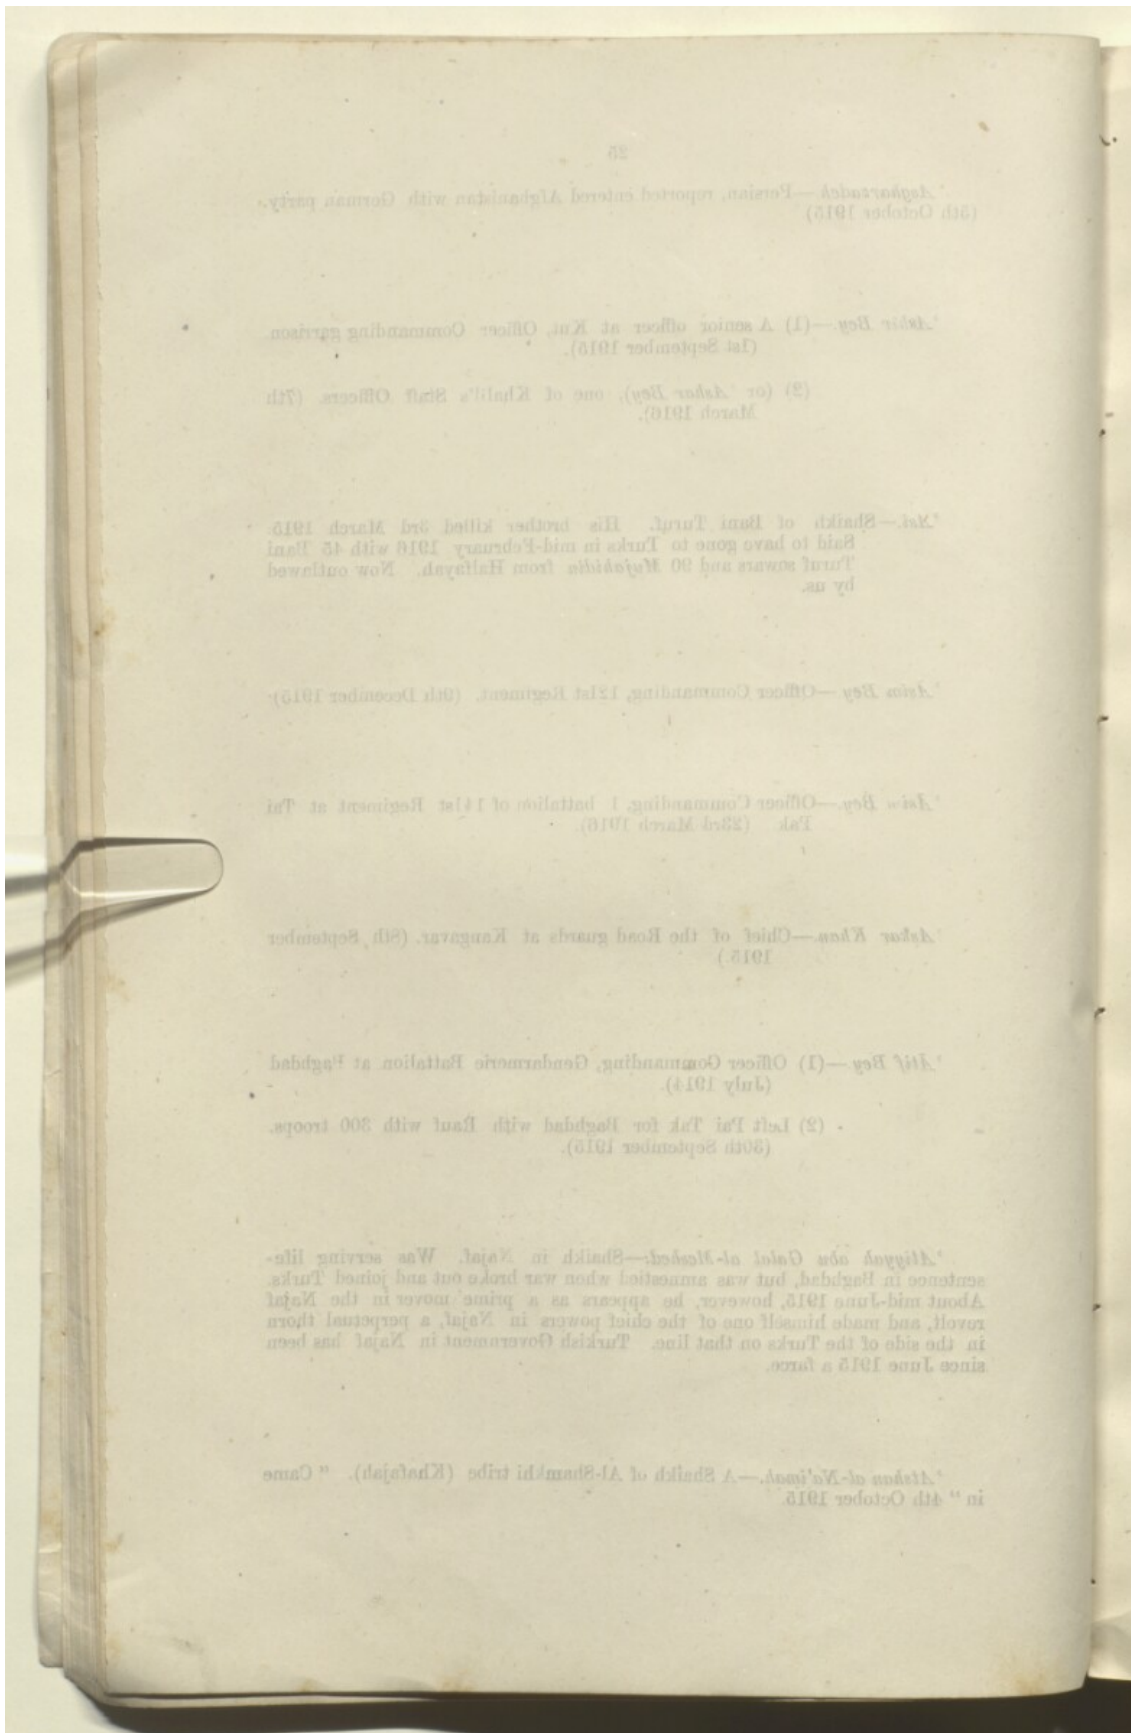 25
'Asgharzadeh.—Persian, reported entered Afghanistan with German party.
(5th October 1915)
'Ashir Bey.—(1) A senior officer at Kut, Officer Commanding garrison.
(1st September 1915).
(2) (or 'Ashar Bey), one of Khalil's Staff Officers. (7th
March 1916).
—Shaikh of Bani Turuf. His brother killed 3rd March 1915
Said to have gone to Turks in mid-February 1916 with 45 Bani
Turuf sowars and 90 Mujahidin from Halfayah. Now outlawed
by us.
'Asim Bey.—Officer Commanding, 121st Regiment. (9th December 1915)
'Asim Bey.—Officer Commanding, 1 battalion of 141st Regiment at Tai
Pak (23rd March 1916).
'Askar Khan.—Chief of the Road guards at Kangavar. (8th September
1915.)
'Atif Bey.—(1) Officer Commanding, Gendarmerie Battalion at Baghdad
(July 1914).
(2) Left Pai Tak for Baghdad with Rauf with 300 troops.
(30th September 1915).
'Atiyyah abu Galal al-Meshed:—Shaikh in Najaf. Was serving life-
sentence in Bagdad, but was amnestied when war broke out and joined Turks.
About mid-June 1915, however, he appears as a prime mover in the Najaf
revolt, and made himself one of the chief powers in Najaf, a perpetual thorn
in the side of the Turks on that line. Turkish Government in Najaf has been
since June 1915 a farce.
'Atshan al-Na'imah.—A Shaikh of Al-Shamkhi tribe (Khafajah). "Came
in" 4th October 1915.